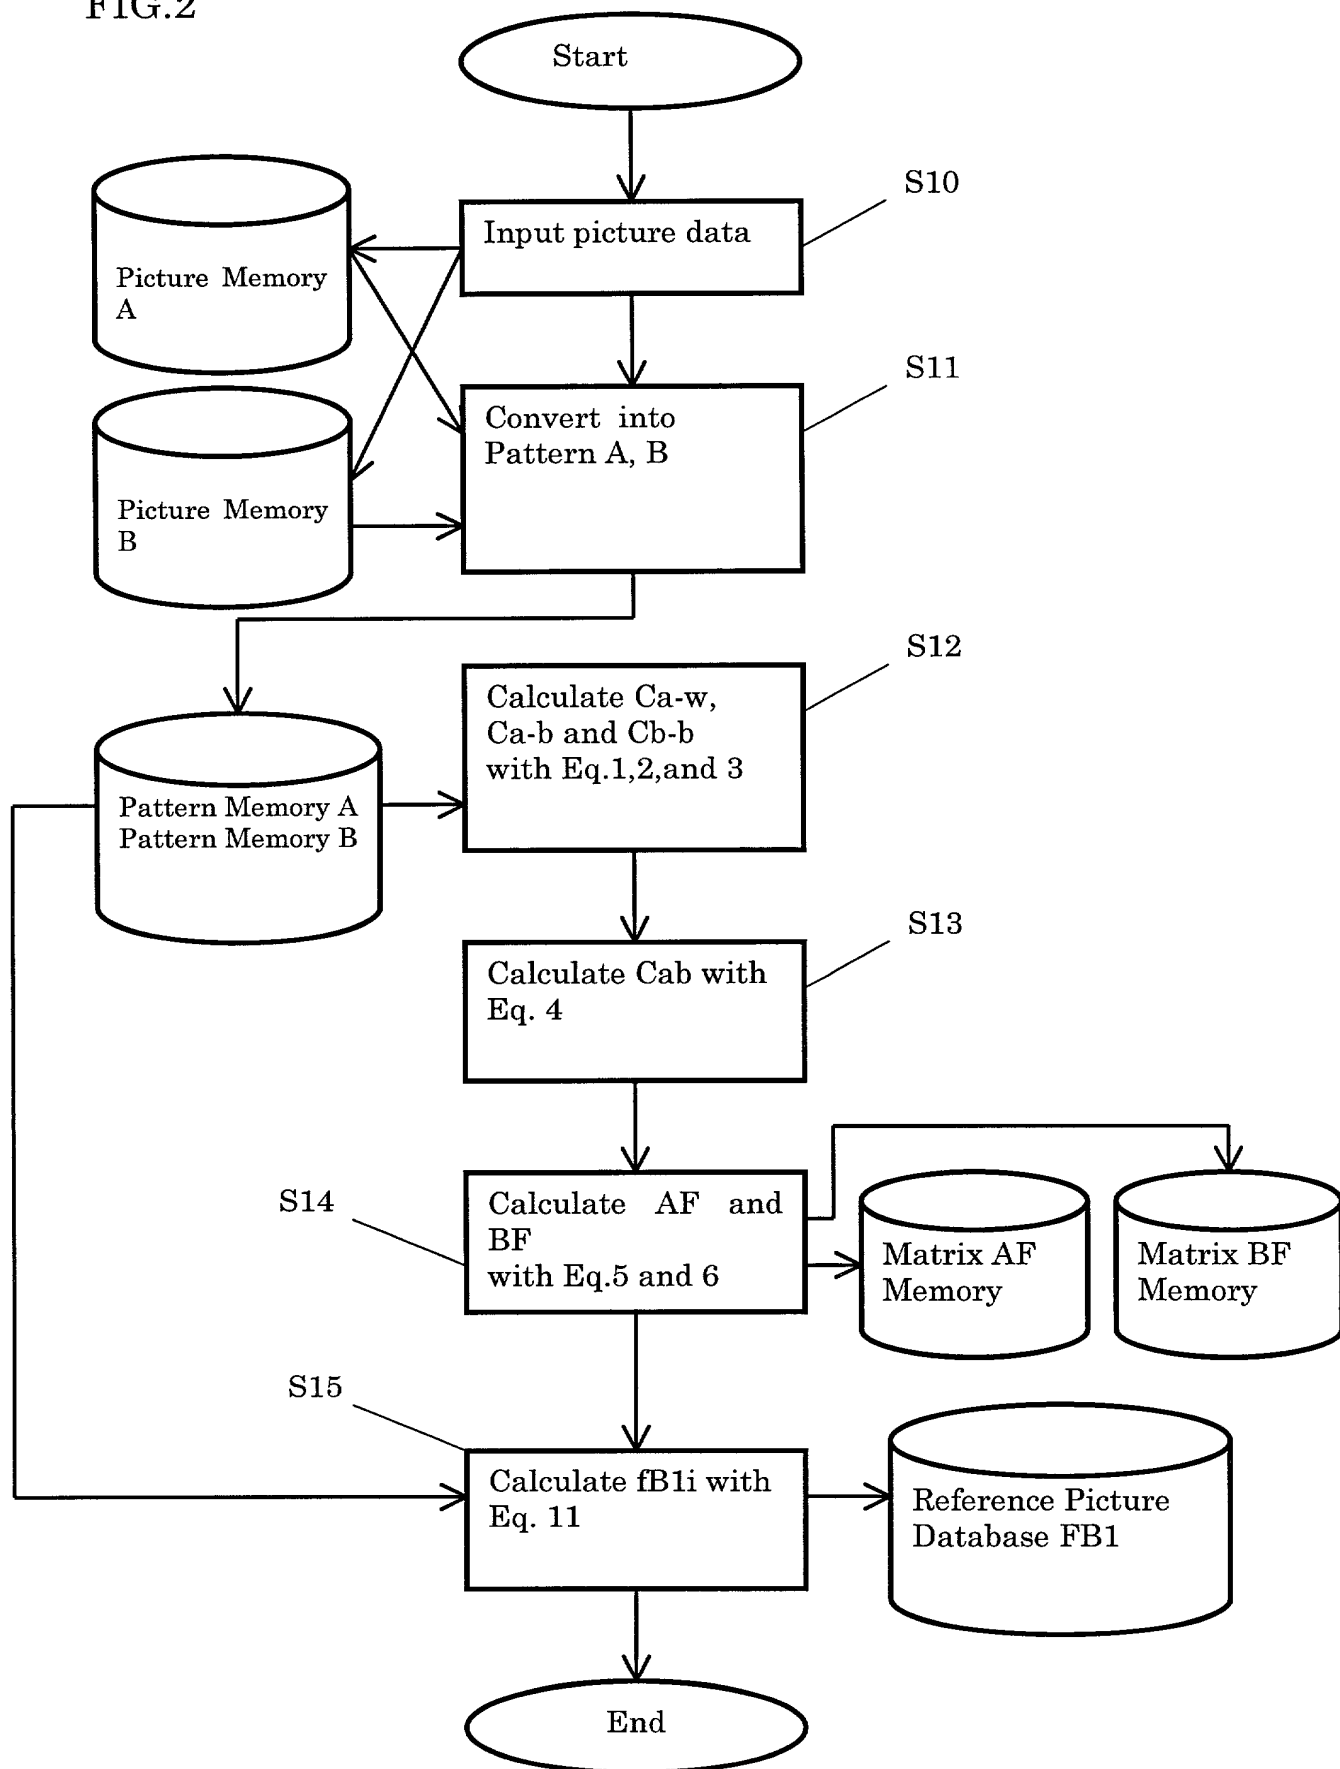 FIG.2
Start
S10
Input picture data
Picture Memory
A
S11
Convert into
Pattern A, B
Picture Memory
B
S12
Calculate Ca-w,
Ca-b and Cb-b
with Eq.1,2,and 3
Pattern Memory A
Pattern Memory B
S13
Calculate Cab with
Eq. 4
S14
Calculate AF and
BF
with Eq.5 and 6
Matrix AF
Memory
Matrix BF
Memory
S15
Calculate fB1i with
Eq. 11
Reference Picture
Database FB1
End